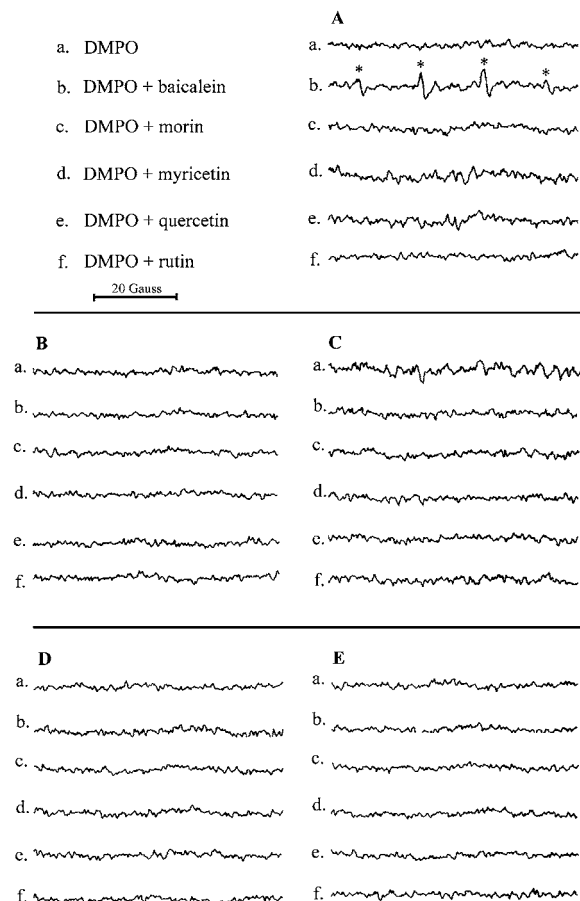 A
a. DMPO
b. DMPO + baicalein
c. DMPO + morin
d. DMPO + myricetin
e. DMPO + quercetin
f. DMPO + rutin
20 Gauss
a.
* * * *
b.
c.
d.
e.
f.
B
a.
b.
c.
d.
e.
f.
C
a.
b.
c.
d.
e.
f.
D
a.
b.
c.
d.
c.
f.
E
a.
b.
c.
d.
e.
f.